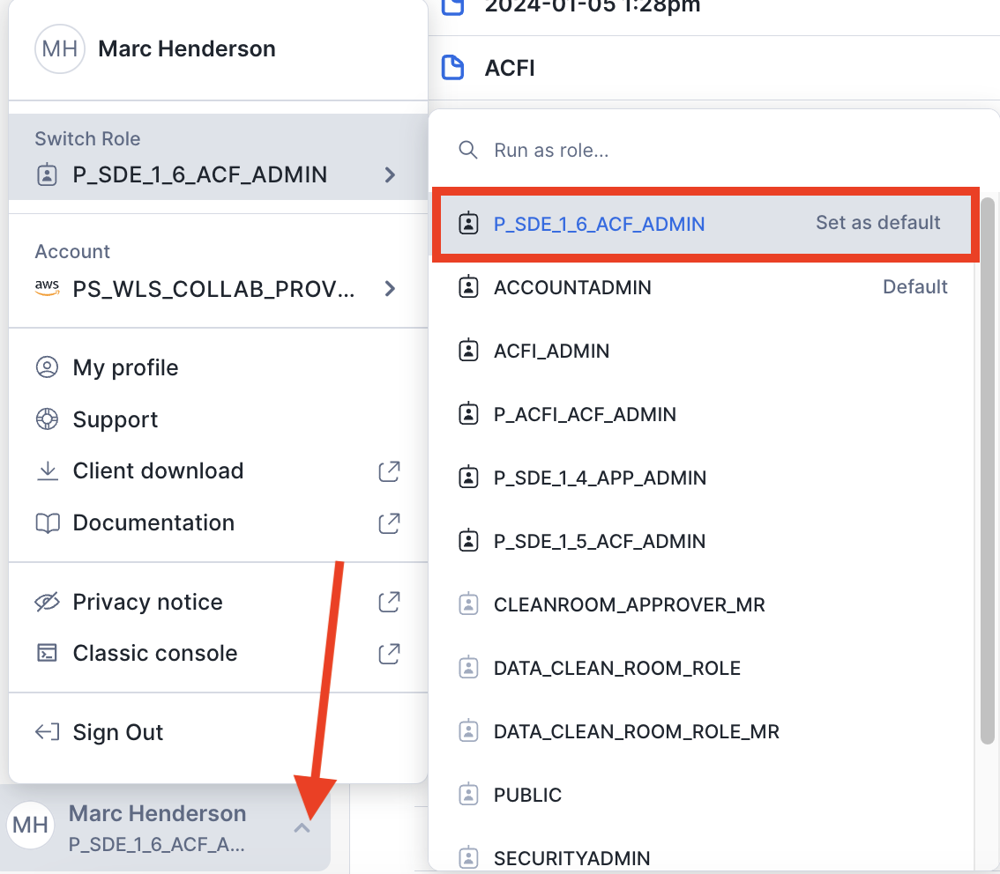 2024-01-05 1:28pm
ACFI
MH Marc Henderson
Switch Role
P_SDE_1_6_ACF_ADMIN
Account
aws PS_WLS_COLLAB_PROV...
My profile
Support
Client download
Documentation
Privacy notice
Classic console
Sign Out
MH Marc Henderson
P_SDE_1_6_ACF_A...
Run as role...
P_SDE_1_6_ACF_ADMIN Set as default
ACCOUNTADMIN Default
ACFI_ADMIN
P_ACFI_ACF_ADMIN
P_SDE_1_4_APP_ADMIN
P_SDE_1_5_ACF_ADMIN
CLEANROOM_APPROVER_MR
DATA_CLEAN_ROOM_ROLE
DATA_CLEAN_ROOM_ROLE_MR
PUBLIC
SECURITYADMIN